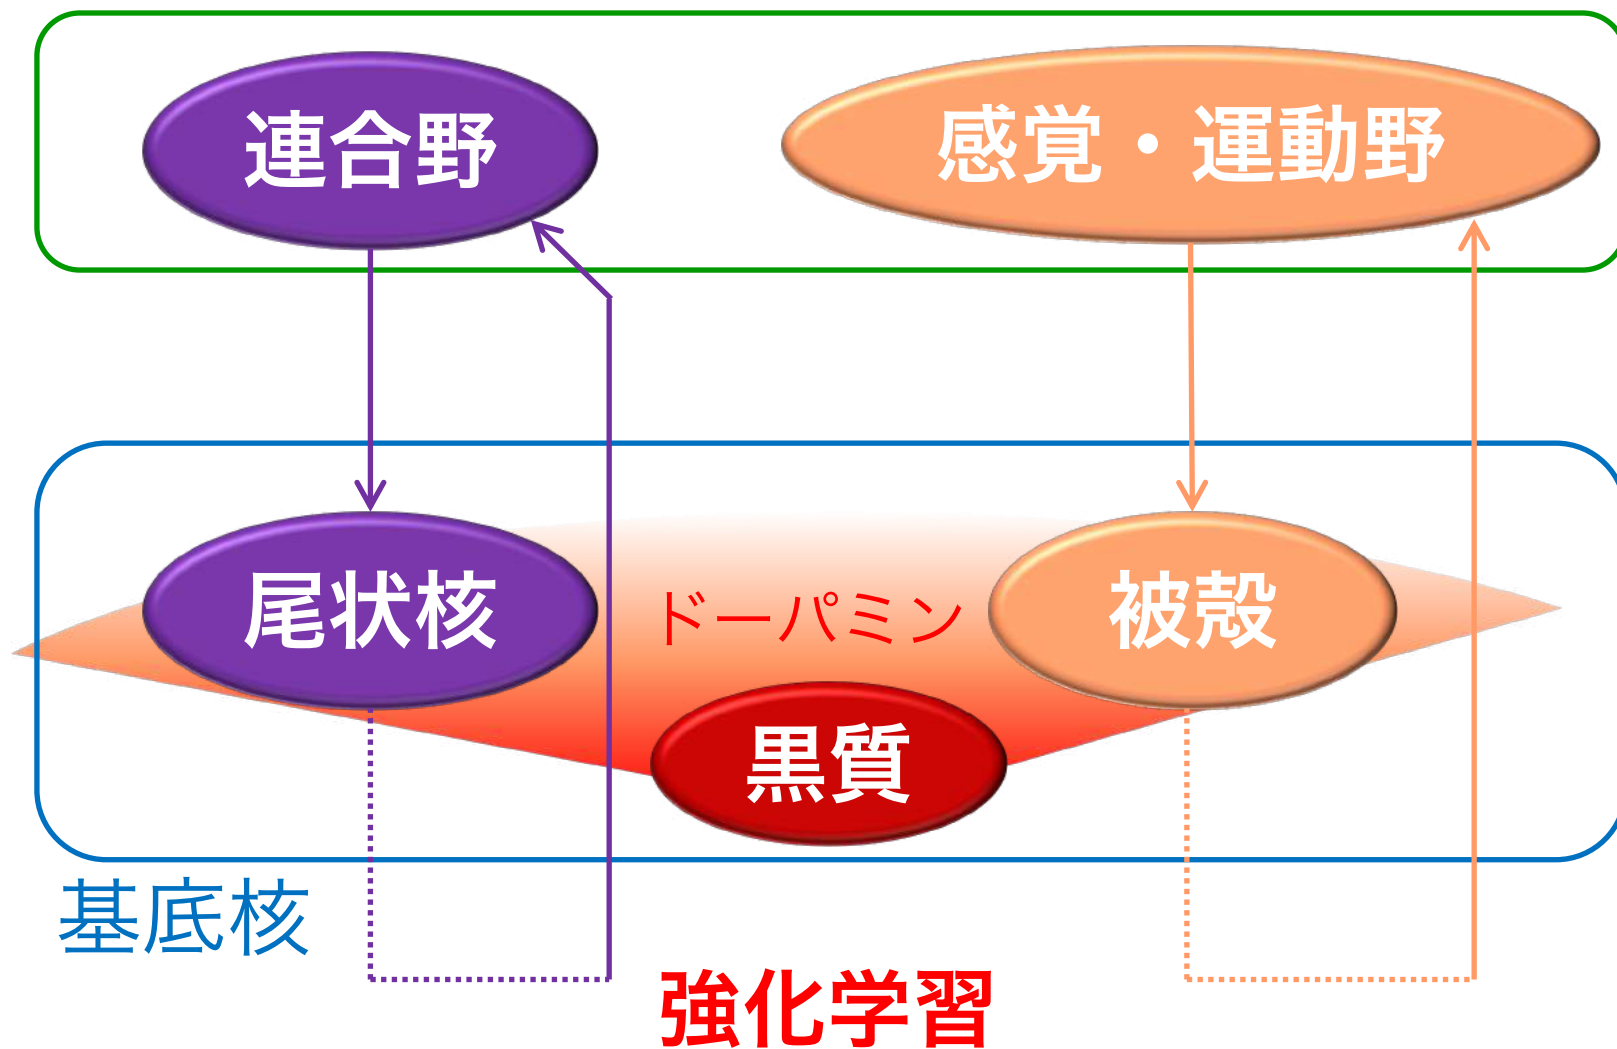 連合野
感覚・運動野
尾状核
ドーパミン
被殻
黒質
基底核
強化学習